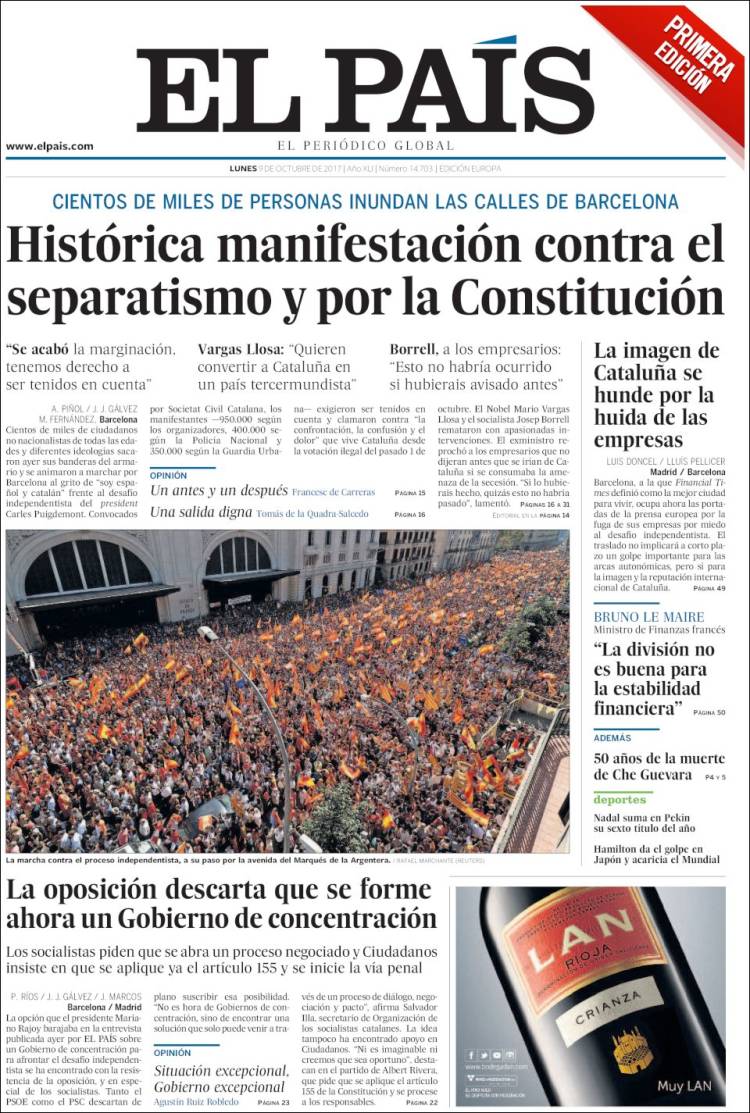 PRIMERA
EDICIÓN
EL PAÍS
www.elpais.com
EL PERIÓDICO GLOBAL
LUNES 9 DE OCTUBRE DE 2017 | Año XLI | Número 14.703 | EDICIÓN EUROPA
CIENTOS DE MILES DE PERSONAS INUNDAN LAS CALLES DE BARCELONA
Histórica manifestación contra el
separatismo y por la Constitución
“Se acabó la marginación,
tenemos derecho a
ser tenidos en cuenta”
Vargas Llosa: “Quieren
convertir a Cataluña en
un país tercermundista”
Borrell, a los empresarios:
“Esto no habría ocurrido
si hubierais avisado antes”
A. PIÑOL / J. J. GÁLVEZ
M. FERNÁNDEZ, Barcelona
Cientos de miles de ciudadanos
no nacionalistas de todas las eda-
des y diferentes ideologías saca-
ron ayer sus banderas del arma-
rio y se animaron a marchar por
Barcelona al grito de “soy espa-
ñol y catalán” frente al desafío
independentista del president
Carles Puigdemont. Convocados
por Societat Civil Catalana, los
manifestantes —950.000 según
los organizadores, 400.000 se-
gún la Policía Nacional y
350.000 según la Guardia Urba-
na— exigieron ser tenidos en
cuenta y clamaron contra “la
confrontación, la confusión y el
dolor” que vive Cataluña desde
la votación ilegal del pasado 1 de
octubre. El Nobel Mario Vargas
Llosa y el socialista Josep Borrell
remataron con apasionadas in-
tervenciones. El exministro re-
prochó a los empresarios que no
dijeran antes que se irían de Ca-
taluña si se consumaba la ame-
naza de la secesión. “Si lo hubie-
rais hecho, quizás esto no habría
pasado”, lamentó. PÁGINAS 16 A 31
EDITORIAL EN LA PÁGINA 14
OPINIÓN
Un antes y un después Francesc de Carreras PÁGINA 15
Una salida digna Tomás de la Quadra-Salcedo PÁGINA 16
La marcha contra el proceso independentista, a su paso por la avenida del Marqués de la Argentera. / RAFAEL MARCHANTE (REUTERS)
La imagen de
Cataluña se
hunde por la
huida de las
empresas
LUIS DONCEL / LLUÍS PELLICER
Madrid / Barcelona
Barcelona, a la que Financial Ti-
mes definió como la mejor ciudad
para vivir, ocupa ahora las porta-
das de la prensa europea por la
fuga de sus empresas por miedo
al desafío independentista. El
traslado no implicará a corto pla-
zo un golpe importante para las
arcas autonómicas, pero sí para
la imagen y la reputación interna-
cional de Cataluña. PÁGINA 49
BRUNO LE MAIRE
Ministro de Finanzas francés
“La división no
es buena para
la estabilidad
financiera” PÁGINA 50
ADEMÁS
50 años de la muerte
de Che Guevara P4 Y 5
deportes
Nadal suma en Pekín
su sexto título del año
Hamilton da el golpe en
Japón y acaricia el Mundial
La oposición descarta que se forme
ahora un Gobierno de concentración
Los socialistas piden que se abra un proceso negociado y Ciudadanos
insiste en que se aplique ya el artículo 155 y se inicie la vía penal
P. RÍOS / J. J. GÁLVEZ / J. MARCOS
Barcelona / Madrid
La opción que el presidente Maria-
no Rajoy barajaba en la entrevista
publicada ayer por EL PAÍS sobre
un Gobierno de concentración pa-
ra afrontar el desafío independen-
tista se ha encontrado con la resis-
tencia de la oposición, y en espe-
cial de los socialistas. Tanto el
PSOE como el PSC descartan de
plano suscribir esa posibilidad.
“No es hora de Gobiernos de con-
centración, sino de encontrar una
solución que solo puede venir a tra-
vés de un proceso de diálogo, nego-
ciación y pacto”, afirma Salvador
Illa, secretario de Organización de
los socialistas catalanes. La idea
tampoco ha encontrado apoyo en
Ciudadanos. “Ni es imaginable ni
creemos que sea oportuno”, desta-
can en el partido de Albert Rivera,
que pide que se aplique el artículo
155 de la Constitución y se procese
a los responsables. PÁGINA 22
OPINIÓN
Situación excepcional,
Gobierno excepcional
Agustín Ruiz Robledo PÁGINA 23
LAN
RIOJA
CRIANZA
www.bodegaslan.com
Muy LAN